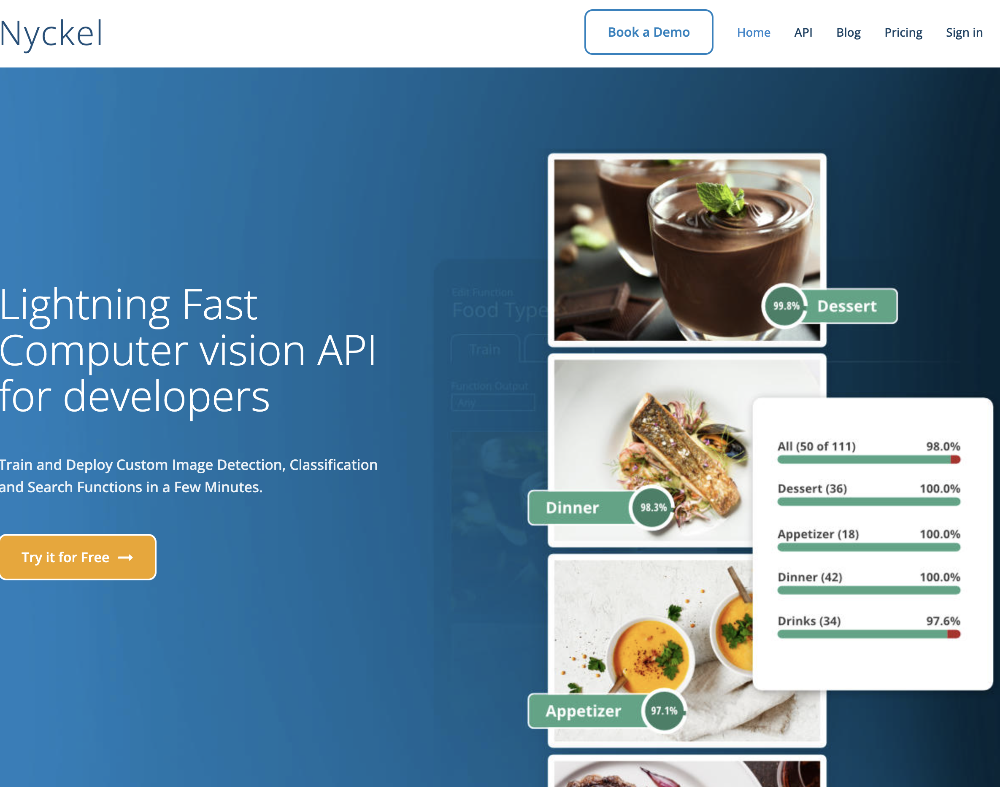 Nyckel
Book a Demo
Home
API
Blog
Pricing
Sign in
Lightning Fast
Computer vision API
for developers
Train and Deploy Custom Image Detection, Classification
and Search Functions in a Few Minutes.
Try it for Free
Edit Function
Food Type
Train
Function Output
Any
99.8% Dessert
Dinner 98.3%
Appetizer 97.1%
All (50 of 111) 98.0%
Dessert (36) 100.0%
Appetizer (18) 100.0%
Dinner (42) 100.0%
Drinks (34) 97.6%